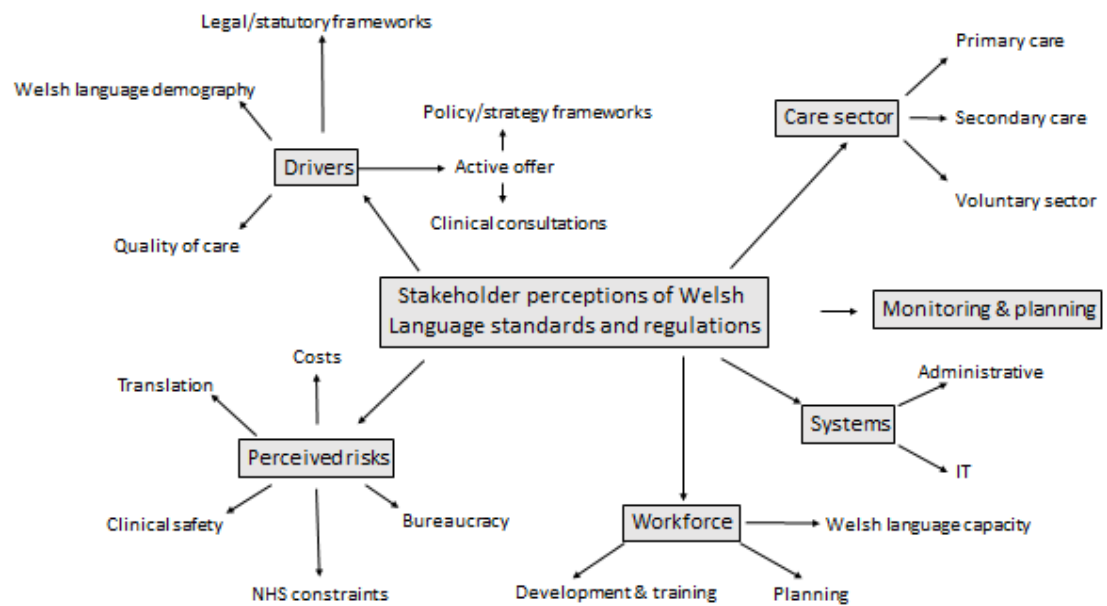 Legal/statutory frameworks
Welsh language demography
Policy/strategy frameworks
Drivers
Active offer
Clinical consultations
Quality of care
Primary care
Care sector
Secondary care
Voluntary sector
Stakeholder perceptions of Welsh
Language standards and regulations
Monitoring & planning
Costs
Translation
Perceived risks
Clinical safety
Bureaucracy
NHS constraints
Administrative
Systems
IT
Workforce
Welsh language capacity
Development & training
Planning